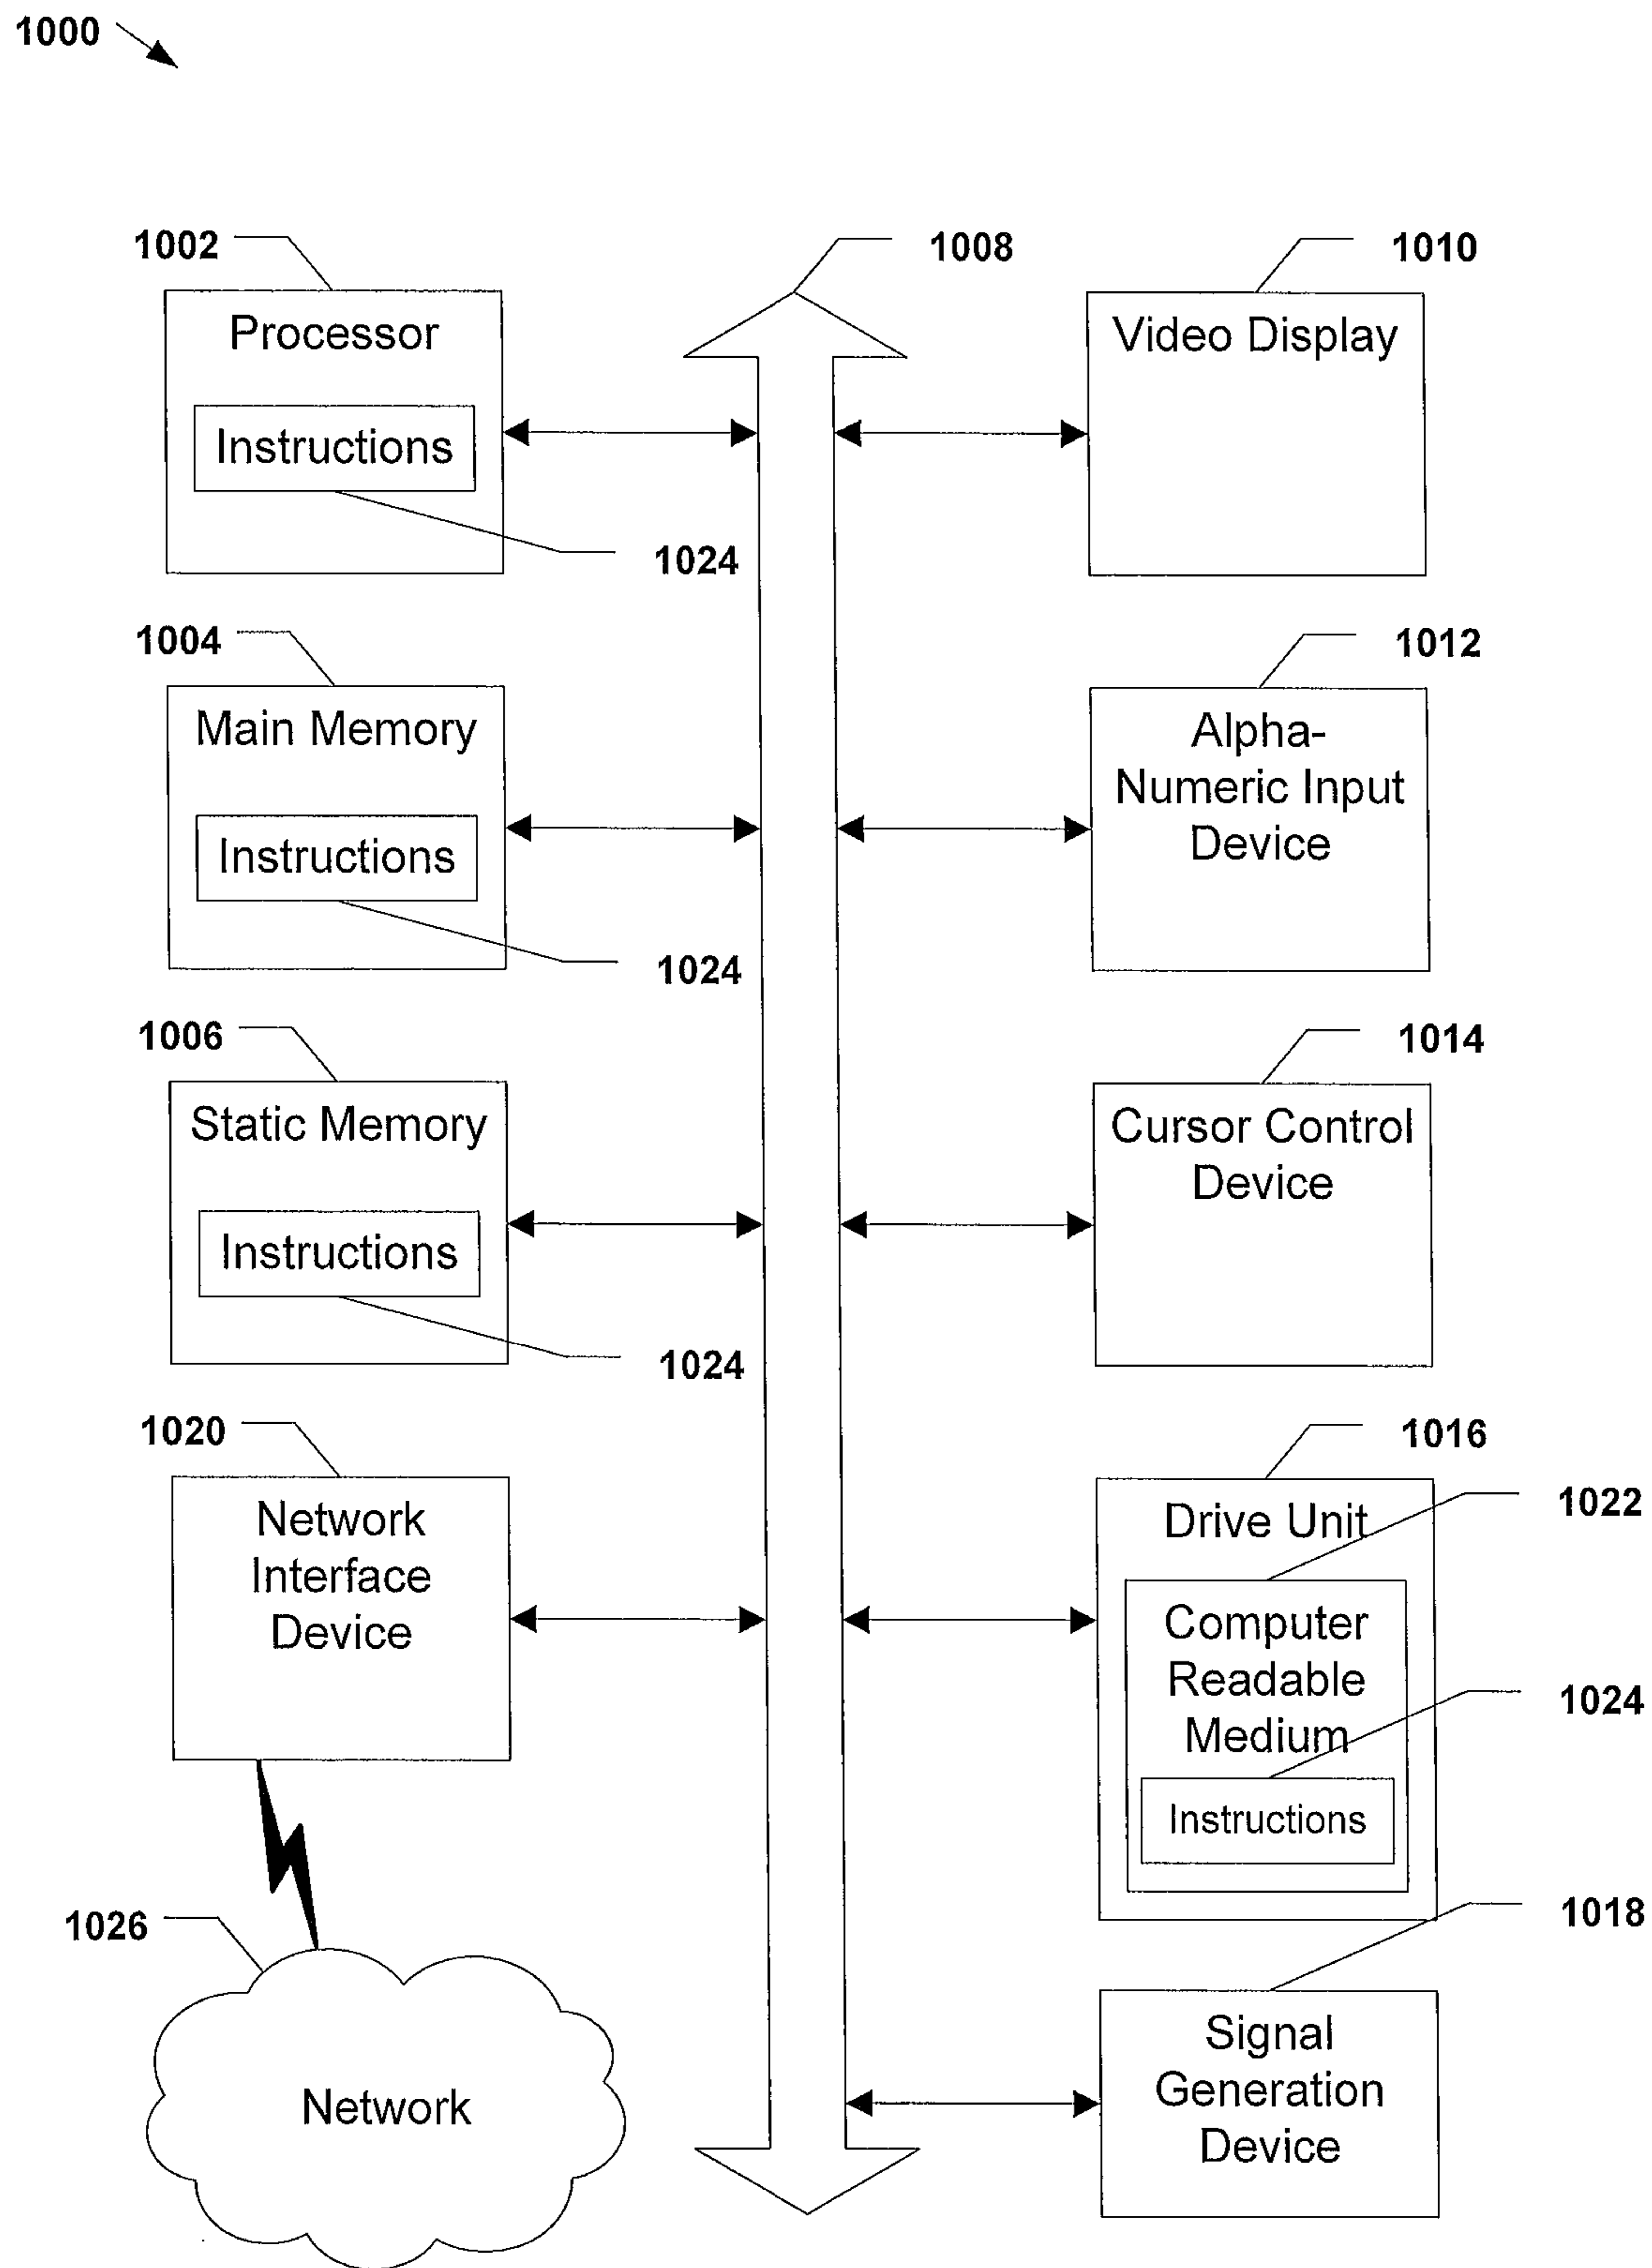 1000
1002
1008
1010
Processor
Video Display
Instructions
1024
1004
1012
Main Memory
Alpha-
Numeric Input
Device
Instructions
1024
1006
1014
Static Memory
Cursor Control
Device
Instructions
1024
1020
1016
Network
Interface
Device
Drive Unit
1022
Computer
Readable
Medium
1024
Instructions
1026
1018
Network
Signal
Generation
Device